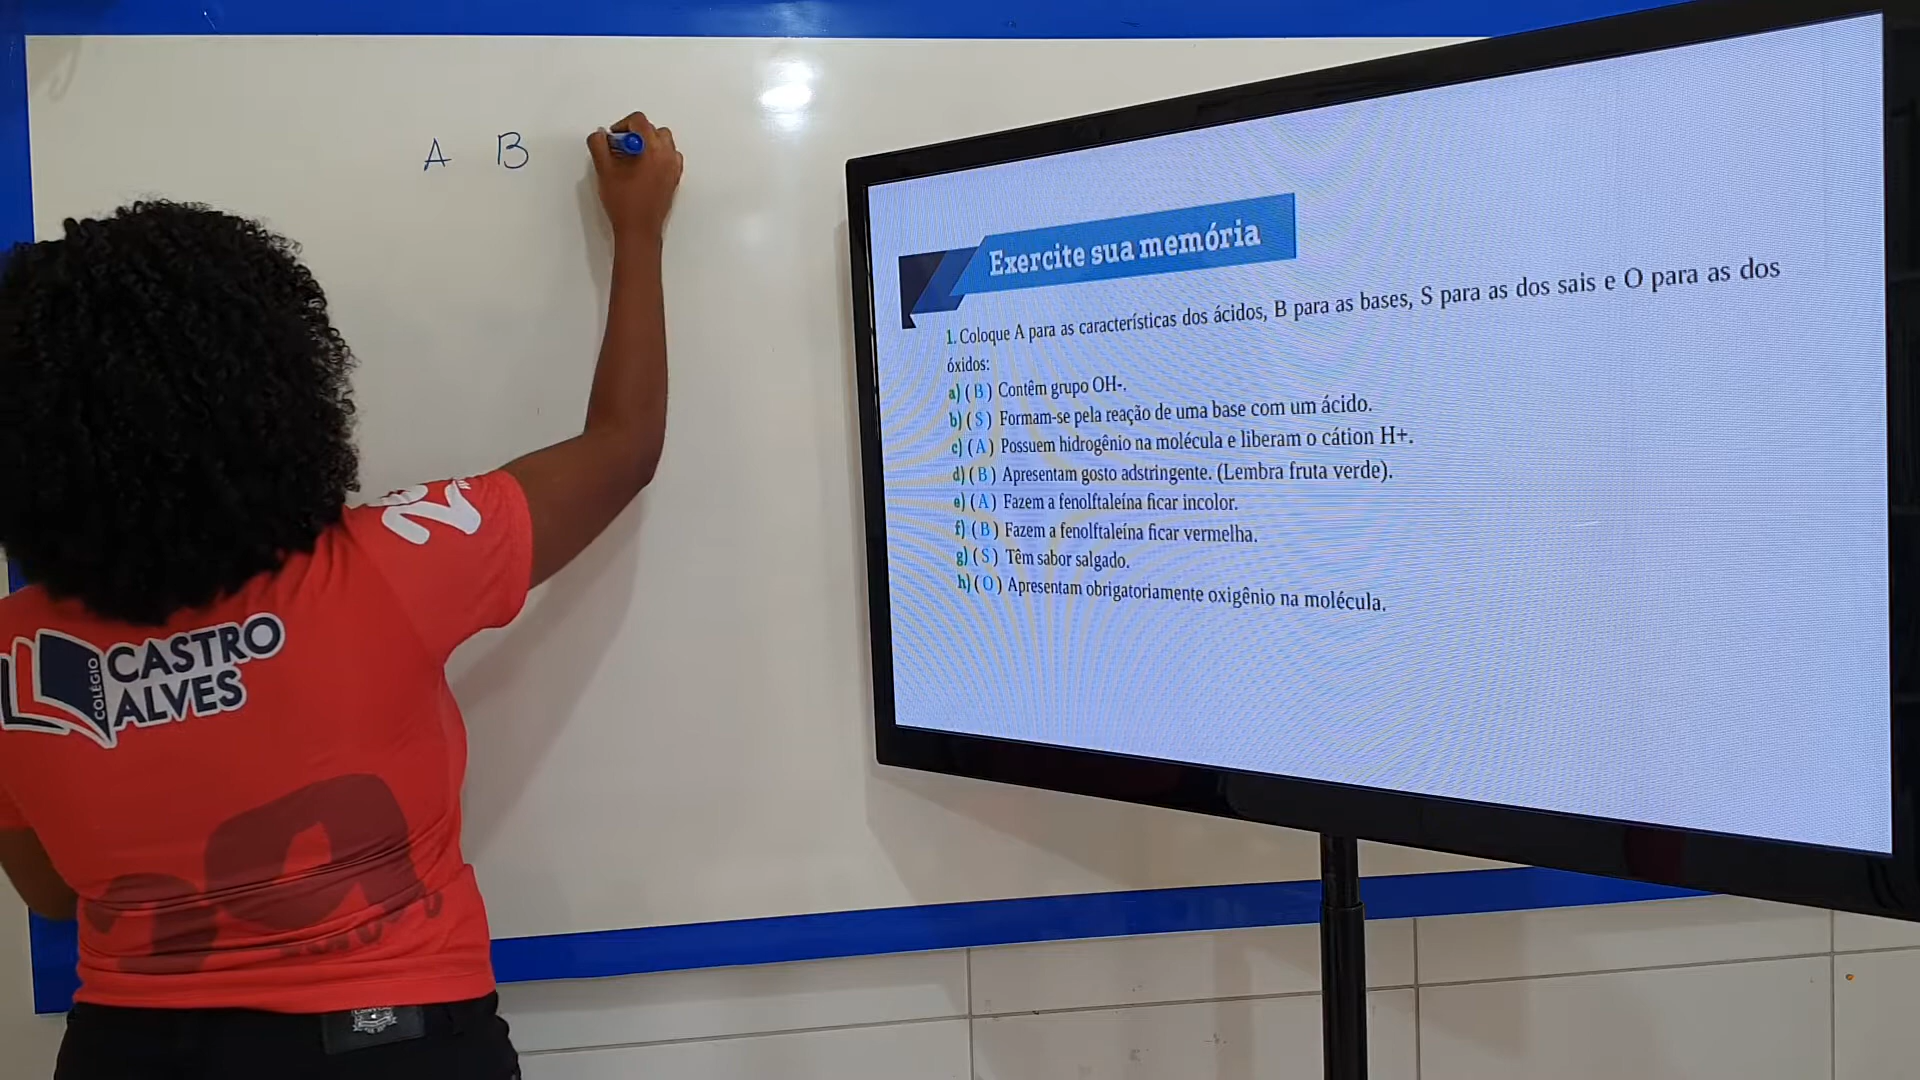 A B
Exercite sua memória
1. Coloque A para as características dos ácidos, B para as bases, S para as dos sais e O para as dos
óxidos:
a) ( B ) Contêm grupo OH-.
b) ( S ) Formam-se pela reação de uma base com um ácido.
c) ( A ) Possuem hidrogênio na molécula e liberam o cátion H+.
d) ( B ) Apresentam gosto adstringente. (Lembra fruta verde).
e) ( A ) Fazem a fenolftaleína ficar incolor.
f) ( B ) Fazem a fenolftaleína ficar vermelha.
g) ( S ) Têm sabor salgado.
h) ( O ) Apresentam obrigatoriamente oxigênio na molécula.
COLÉGIO
CASTRO
ALVES